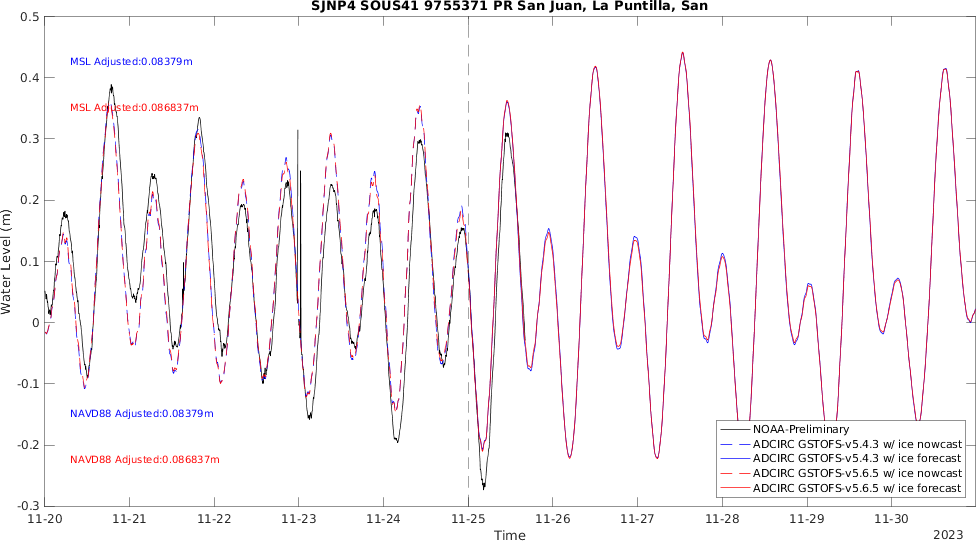 SJNP4 SOUS41 9755371 PR San Juan, La Puntilla, San
0.5
0.4
0.3
0.2
0.1
0
-0.1
-0.2
-0.3
Water Level (m)
MSL Adjusted:0.08379m
MSL Adjusted:0.086837m
NAVD88 Adjusted:0.08379m
NAVD88 Adjusted:0.086837m
NOAA-Preliminary
ADCIRC GSTOFS-v5.4.3 w/ ice nowcast
ADCIRC GSTOFS-v5.4.3 w/ ice forecast
ADCIRC GSTOFS-v5.6.5 w/ ice nowcast
ADCIRC GSTOFS-v5.6.5 w/ ice forecast
11-20 11-21 11-22 11-23 11-24 11-25 11-26 11-27 11-28 11-29 11-30
Time
2023